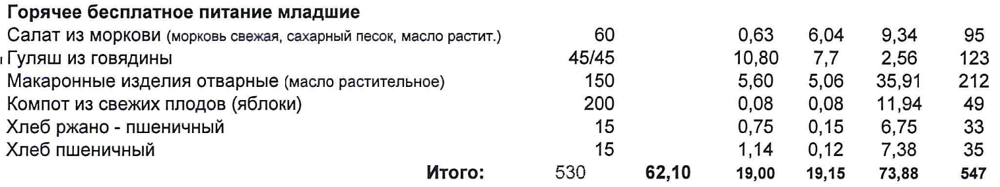 Горячее бесплатное питание младшие
Салат из моркови (морковь свежая, сахарный песок, масло растит.) 60 0,63 6,04 9,34 95
Гуляш из говядины 45/45 10,80 7,7 2,56 123
Макаронные изделия отварные (масло растительное) 150 5,60 5,06 35,91 212
Компот из свежих плодов (яблоки) 200 0,08 0,08 11,94 49
Хлеб ржано - пшеничный 15 0,75 0,15 6,75 33
Хлеб пшеничный 15 1,14 0,12 7,38 35
Итого: 530 62,10 19,00 19,15 73,88 547